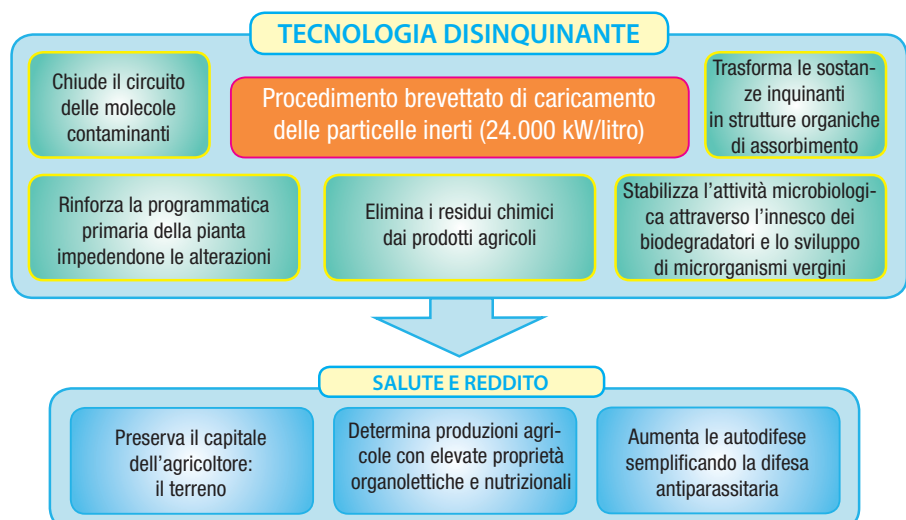 TECNOLOGIA DISINQUINANTE
Chiude il circuito
delle molecole
contaminanti
Procedimento brevettato di caricamento
delle particelle inerti (24.000 kW/litro)
Trasforma le sostan-
ze inquinanti
in strutture organiche
di assorbimento
Rinforza la programmatica
primaria della pianta
impedendone le alterazioni
Elimina i residui chimici
dai prodotti agricoli
Stabilizza l’attività microbiologi-
ca attraverso l’innesco dei
biodegradatori e lo sviluppo
di microrganismi vergini
SALUTE E REDDITO
Preserva il capitale
dell’agricoltore:
il terreno
Determina produzioni agri-
cole con elevate proprietà
organolettiche e nutrizionali
Aumenta le autodifese
semplificando la difesa
antiparassitaria